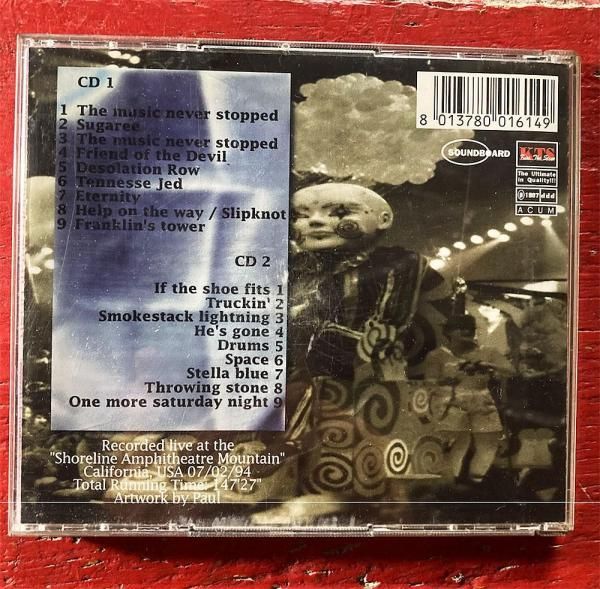 CD 1
1 The music never stopped
2 Sugaree
3 The music never stopped
4 Friend of the Devil
5 Desolation Row
6 Tennesse Jed
7 Eternity
8 Help on the way / Slipknot
9 Franklin's tower
CD 2
If the shoe fits 1
Truckin' 2
Smokestack lightning 3
He's gone 4
Drums 5
Space 6
Stella blue 7
Throwing stone 8
One more saturday night 9
Recorded live at the
"Shoreline Amphitheatre Mountain"
California, USA 07/02/94
Total Running Time: 147'27"
Artwork by Paul
8 013780 016149
SOUNDBOARD
KTS
The Ultimate
in Quality!!!
℗ 1997 ddd
ACUM